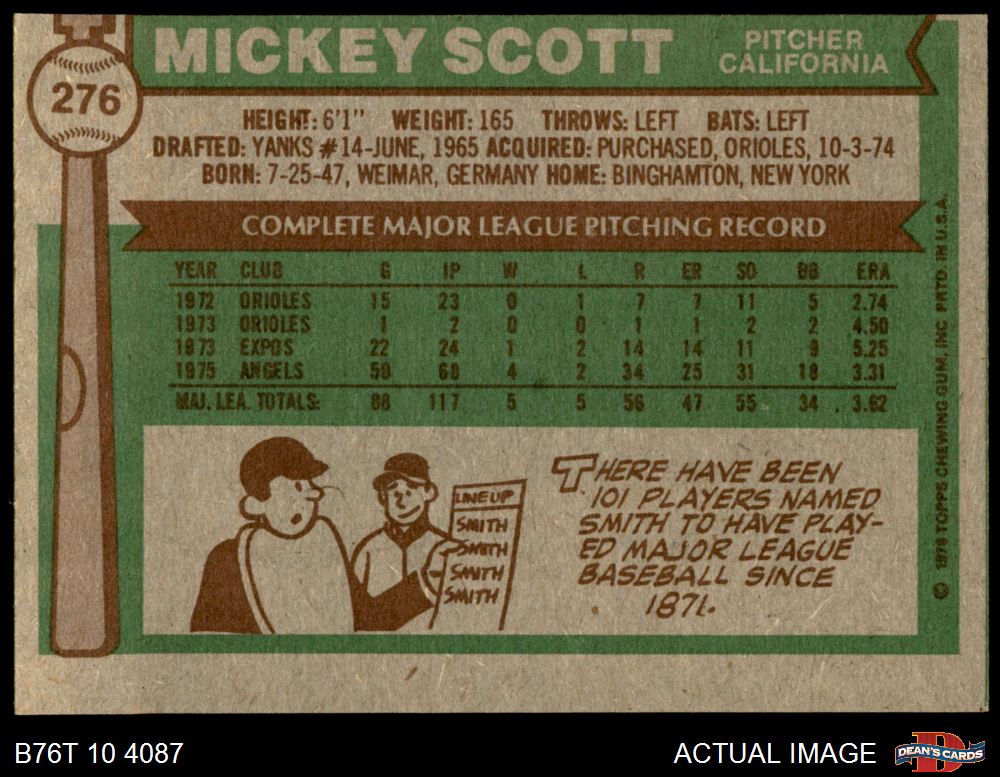 MICKEY SCOTT
PITCHER
CALIFORNIA
276
HEIGHT: 6'1" WEIGHT: 165 THROWS: LEFT BATS: LEFT
DRAFTED: YANKS #14-JUNE, 1965 ACQUIRED: PURCHASED, ORIOLES, 10-3-74
BORN: 7-25-47, WEIMAR, GERMANY HOME: BINGHAMTON, NEW YORK
COMPLETE MAJOR LEAGUE PITCHING RECORD
YEAR CLUB G IP W L R ER SO BB ERA
1972 ORIOLES 15 23 0 1 7 7 11 5 2.74
1973 ORIOLES 1 2 0 0 1 1 2 2 4.50
1973 EXPOS 22 24 1 2 14 14 11 9 5.25
1975 ANGELS 50 68 4 2 34 25 31 18 3.31
MAJ. LEA. TOTALS: 88 117 5 5 56 47 55 34 3.62
LINEUP
SMITH
SMITH
SMITH
SMITH
THERE HAVE BEEN
101 PLAYERS NAMED
SMITH TO HAVE PLAY-
ED MAJOR LEAGUE
BASEBALL SINCE
1871.
© 1976 TOPPS CHEWING GUM, INC. PRTD. IN U.S.A.
B76T 10 4087
ACTUAL IMAGE
D
DEAN'S CARDS